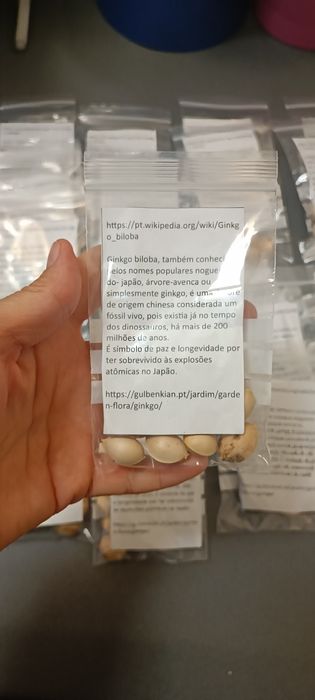 https://pt.wikipedia.org/wiki/Ginkg
o_biloba
Ginkgo biloba, também conhec
pelos nomes populares nogue
do- japão, árvore-avenca ou
simplesmente ginkgo, é uma
de origem chinesa considerada um
fóssil vivo, pois existia já no tempo
dos dinossauros, há mais de 200
milhões de anos.
É símbolo de paz e longevidade por
ter sobrevivido às explosões
atômicas no Japão.
https://gulbenkian.pt/jardim/garde
n-flora/ginkgo/